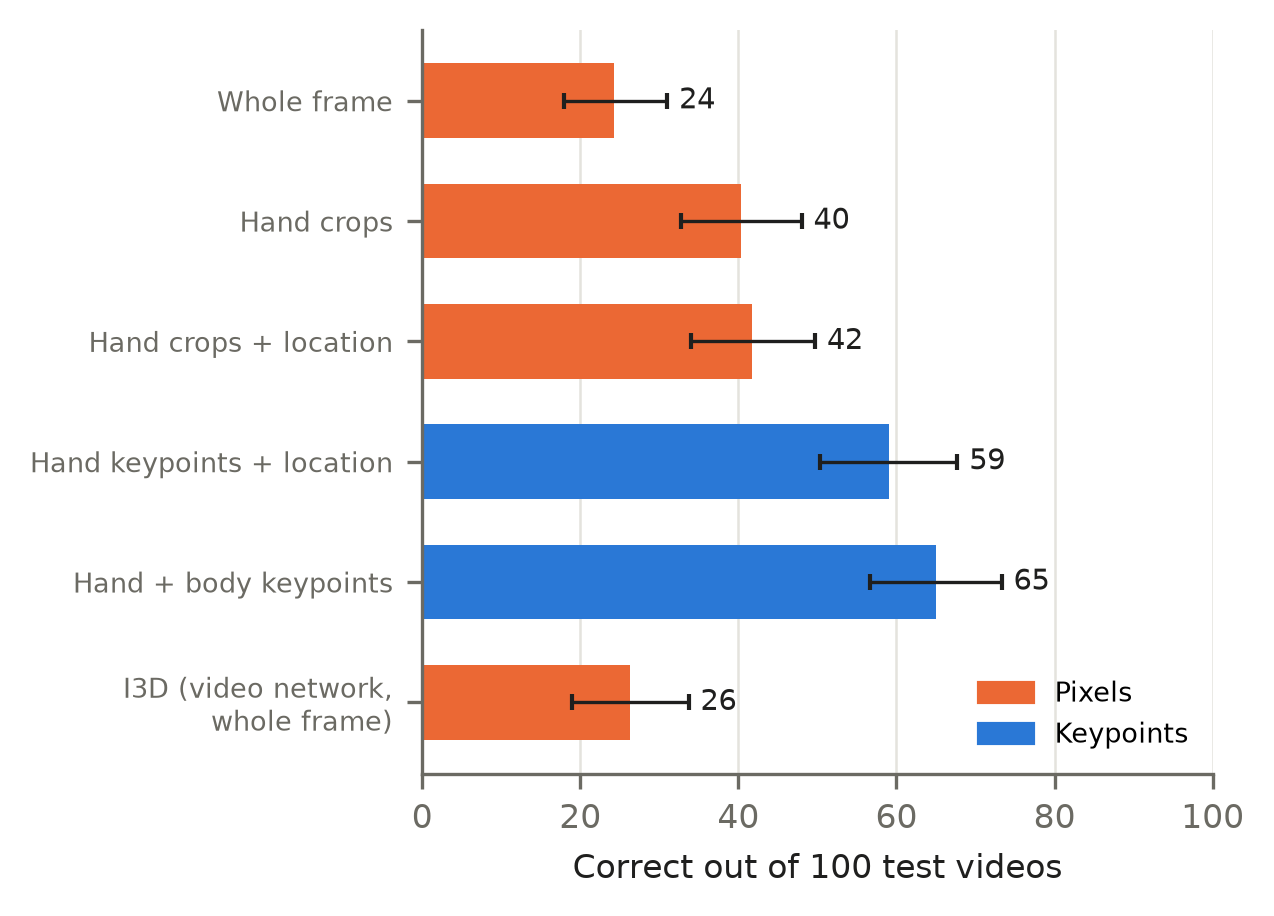 Whole frame
24
Hand crops
40
Hand crops + location
42
Hand keypoints + location
59
Hand + body keypoints
65
I3D (video network,
whole frame)
26
Pixels
Keypoints
0 20 40 60 80 100
Correct out of 100 test videos